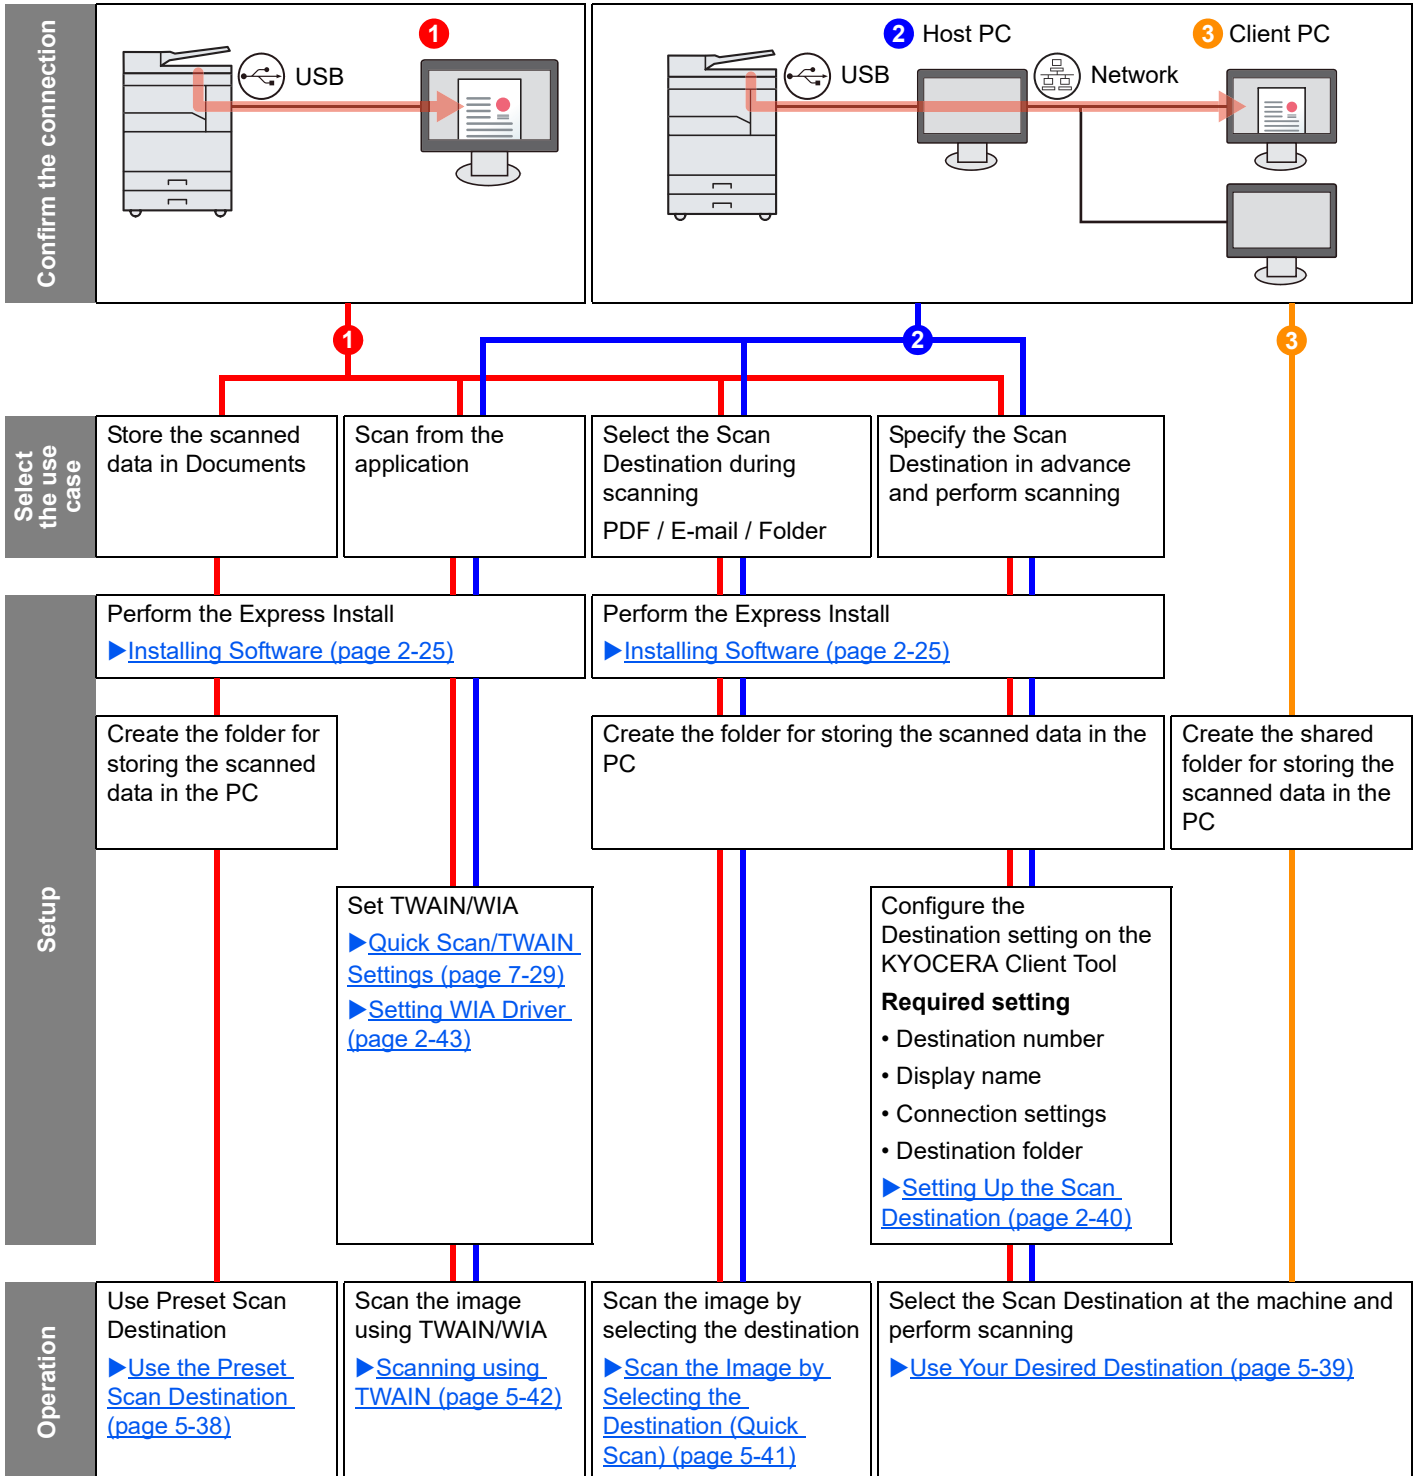 Confirm the connection
1
USB
2 Host PC
3 Client PC
USB
Network
1
2
3
Select
the use
case
Store the scanned
data in Documents
Scan from the
application
Select the Scan
Destination during
scanning
PDF / E-mail / Folder
Specify the Scan
Destination in advance
and perform scanning
Setup
Perform the Express Install
▶Installing Software (page 2-25)
Perform the Express Install
▶Installing Software (page 2-25)
Create the folder for
storing the scanned
data in the PC
Create the folder for storing the scanned data in the
PC
Create the shared
folder for storing the
scanned data in the
PC
Set TWAIN/WIA
▶Quick Scan/TWAIN
Settings (page 7-29)
▶Setting WIA Driver
(page 2-43)
Configure the
Destination setting on the
KYOCERA Client Tool
Required setting
• Destination number
• Display name
• Connection settings
• Destination folder
▶Setting Up the Scan
Destination (page 2-40)
Operation
Use Preset Scan
Destination
▶Use the Preset
Scan Destination
(page 5-38)
Scan the image
using TWAIN/WIA
▶Scanning using
TWAIN (page 5-42)
Scan the image by
selecting the destination
▶Scan the Image by
Selecting the
Destination (Quick
Scan) (page 5-41)
Select the Scan Destination at the machine and
perform scanning
▶Use Your Desired Destination (page 5-39)